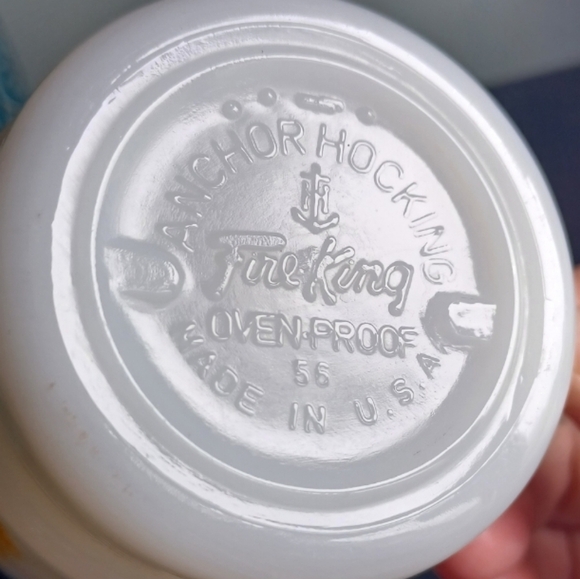 ANCHOR HOCKING
Fire-King
OVEN-PROOF
56
MADE IN U.S.A.